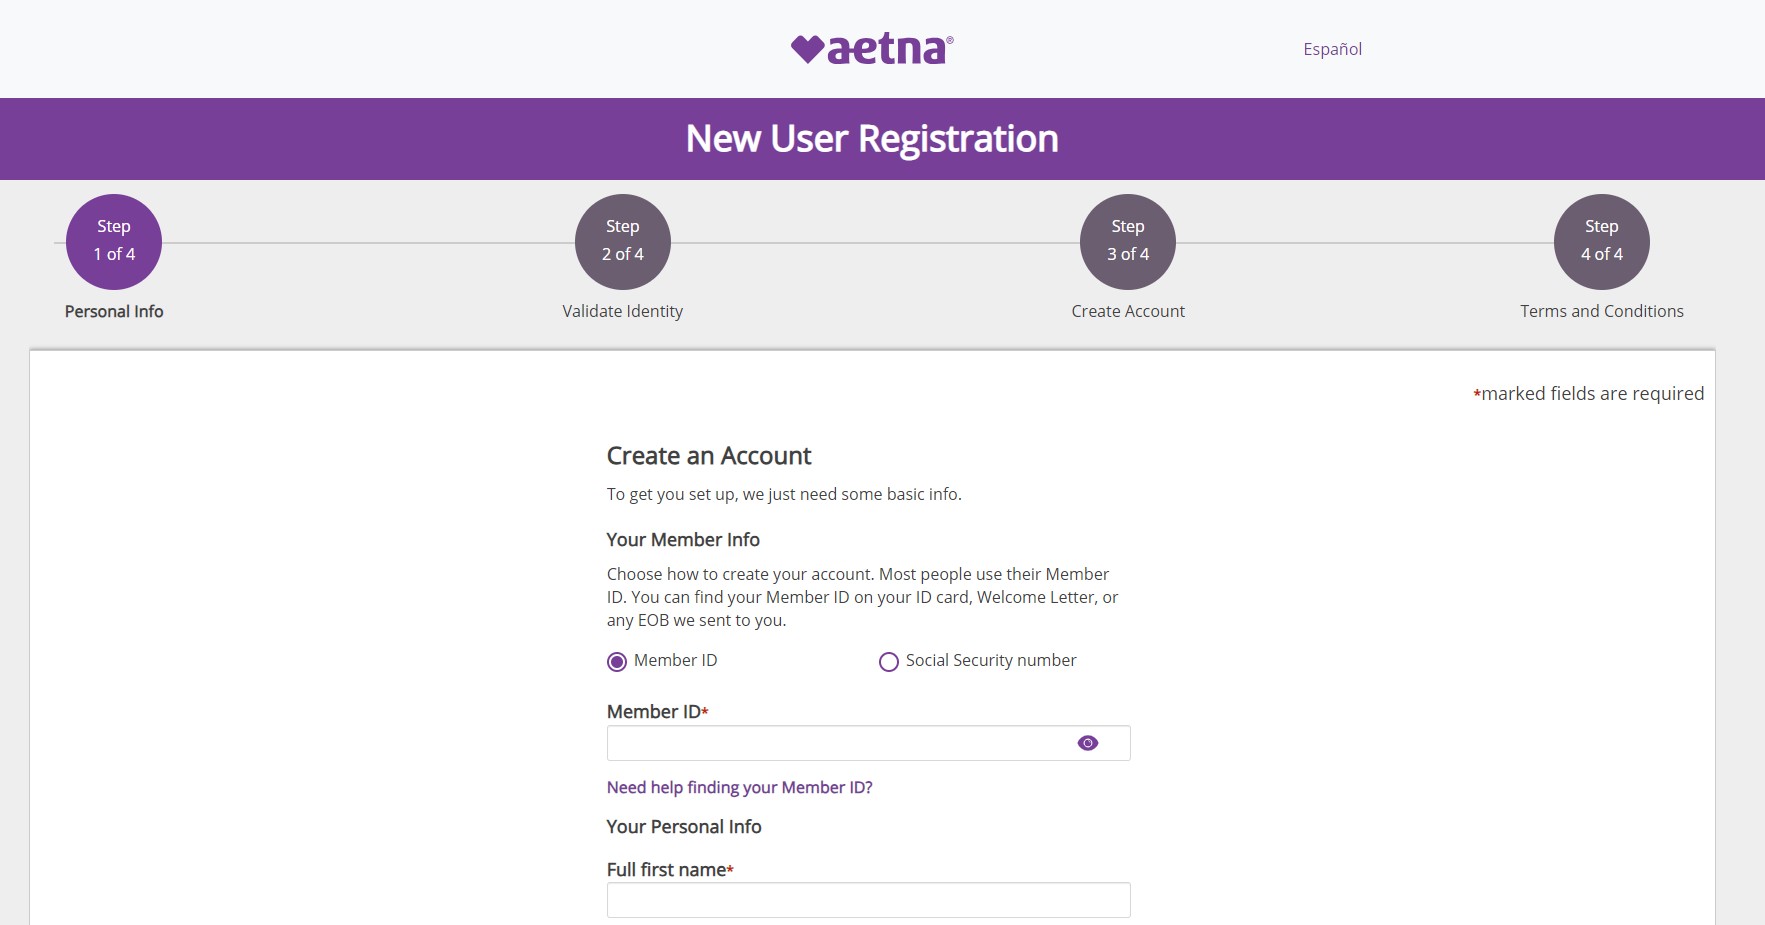 aetna®
Español
New User Registration
Step
1 of 4
Personal Info
Step
2 of 4
Validate Identity
Step
3 of 4
Create Account
Step
4 of 4
Terms and Conditions
*marked fields are required
Create an Account
To get you set up, we just need some basic info.
Your Member Info
Choose how to create your account. Most people use their Member
ID. You can find your Member ID on your ID card, Welcome Letter, or
any EOB we sent to you.
Member ID
Social Security number
Member ID*
Need help finding your Member ID?
Your Personal Info
Full first name*